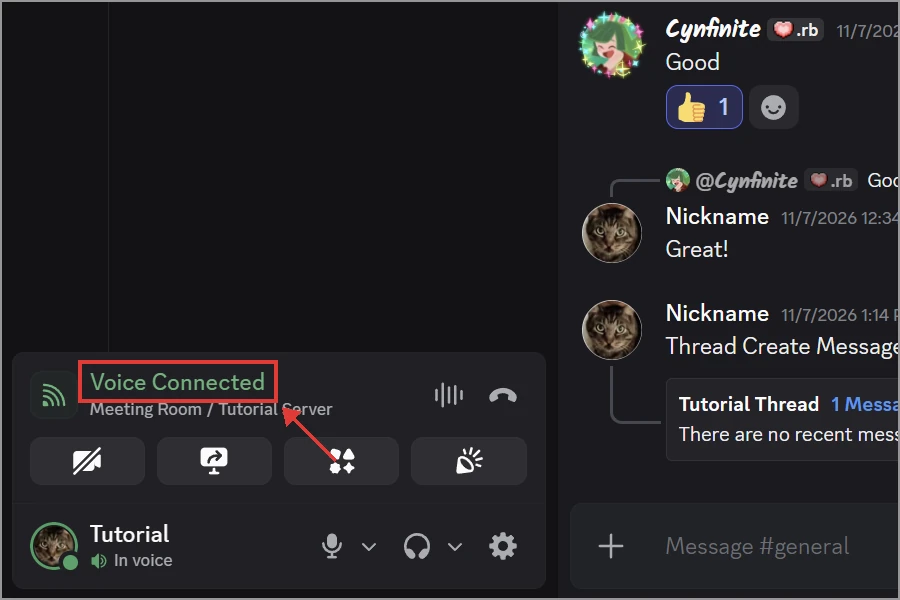 Cynfinite .rb 11/7/202
Good
1
@Cynfinite .rb Goo
Nickname 11/7/2026 12:34
Great!
Nickname 11/7/2026 1:14 P
Thread Create Message
Tutorial Thread 1 Messa
There are no recent mess
Message #general
Voice Connected
Meeting Room / Tutorial Server
Tutorial
In voice